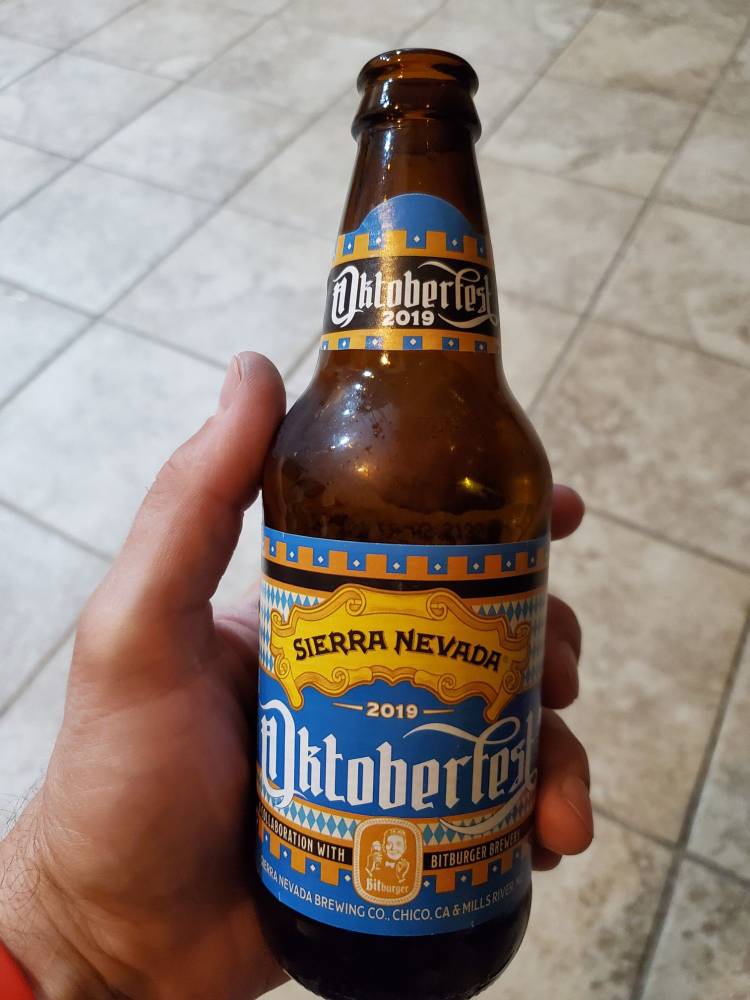 Oktoberfest
2019
SIERRA NEVADA
2019
Oktoberfest
COLLABORATION WITH
BITBURGER BREWERY
Bitburger
SIERRA NEVADA BREWING CO., CHICO, CA & MILLS RIVER,